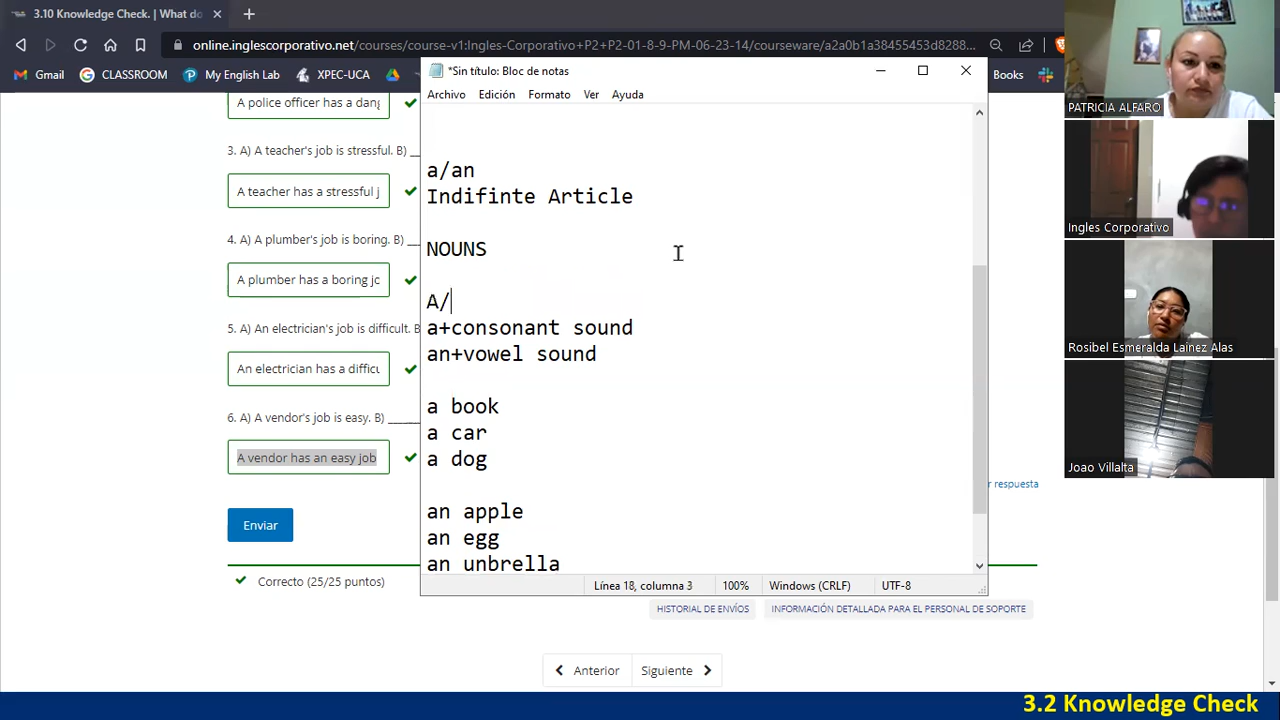 3.10 Knowledge Check. | What do
online.inglescorporativo.net/courses/course-v1:Ingles-Corporativo+P2+P2-01-8-9-PM-06-23-14/courseware/a2a0b1a38455453d8288...
Gmail
CLASSROOM
My English Lab
XPEC-UCA
Books
*Sin título: Bloc de notas
Archivo Edición Formato Ver Ayuda
A police officer has a dang
3. A) A teacher's job is stressful. B)
A teacher has a stressful j
4. A) A plumber's job is boring. B)
A plumber has a boring jc
5. A) An electrician's job is difficult. B
An electrician has a difficu
6. A) A vendor's job is easy. B)
A vendor has an easy job
Enviar
Correcto (25/25 puntos)
a/an
Indifinte Article
NOUNS
A/
a+consonant sound
an+vowel sound
a book
a car
a dog
an apple
an egg
an unbrella
Línea 18, columna 3 100% Windows (CRLF) UTF-8
r respuesta
HISTORIAL DE ENVÍOS
INFORMACIÓN DETALLADA PARA EL PERSONAL DE SOPORTE
Anterior
Siguiente
PATRICIA ALFARO
Ingles Corporativo
Rosibel Esmeralda Lainez Alas
Joao Villalta
3.2 Knowledge Check